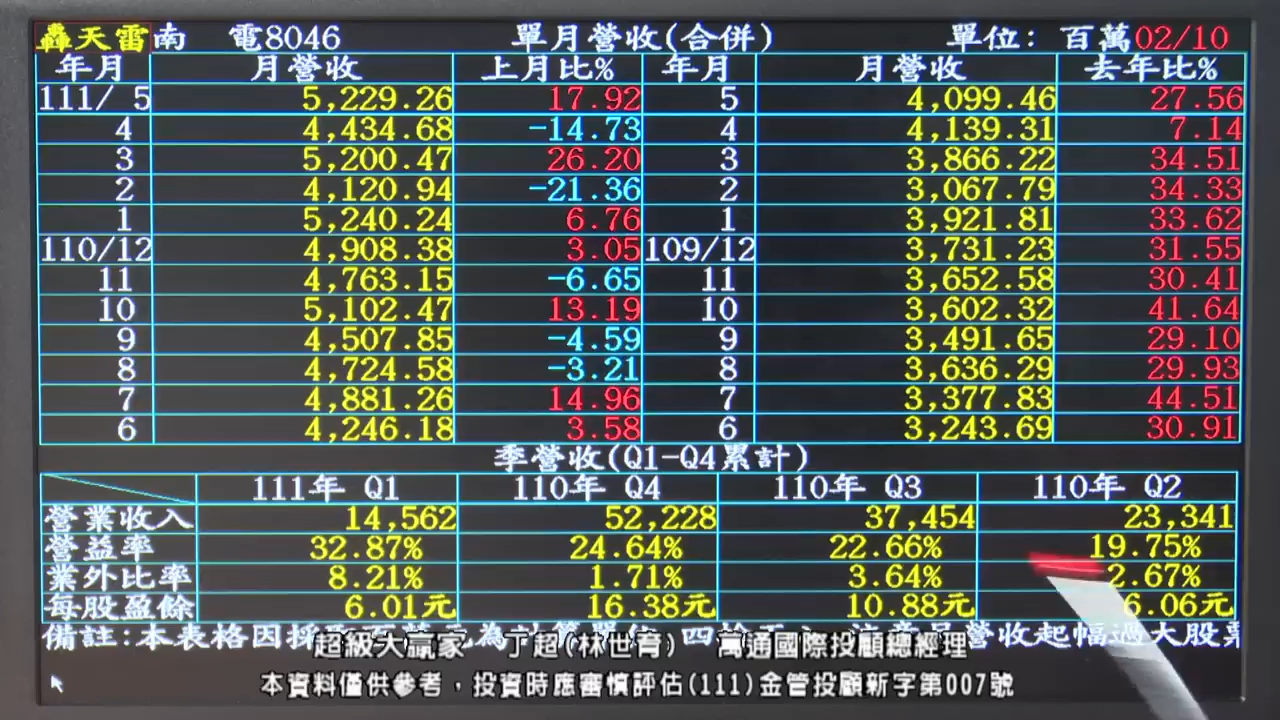 轟天雷南 電8046 單月營收(合併) 單位: 百萬02/10
年月 月營收 上月比% 年月 月營收 去年比%
111/ 5 5,229.26 17.92 5 4,099.46 27.56
4 4,434.68 -14.73 4 4,139.31 7.14
3 5,200.47 26.20 3 3,866.22 34.51
2 4,120.94 -21.36 2 3,067.79 34.33
1 5,240.24 6.76 1 3,921.81 33.62
110/12 4,908.38 3.05 109/12 3,731.23 31.55
11 4,763.15 -6.65 11 3,652.58 30.41
10 5,102.47 13.19 10 3,602.32 41.64
9 4,507.85 -4.59 9 3,491.65 29.10
8 4,724.58 -3.21 8 3,636.29 29.93
7 4,881.26 14.96 7 3,377.83 44.51
6 4,246.18 3.58 6 3,243.69 30.91
季營收(Q1-Q4累計)
111年 Q1 110年 Q4 110年 Q3 110年 Q2
營業收入 14,562 52,228 37,454 23,341
營益率 32.87% 24.64% 22.66% 19.75%
業外比率 8.21% 1.71% 3.64% 2.67%
每股盈餘 6.01元 16.38元 10.88元 6.06元
備註:本表格因採 營收起幅過大股票
超級大贏家 丁超(林世育) 萬通國際投顧總經理
本資料僅供參考，投資時應審慎評估(111)金管投顧新字第007號